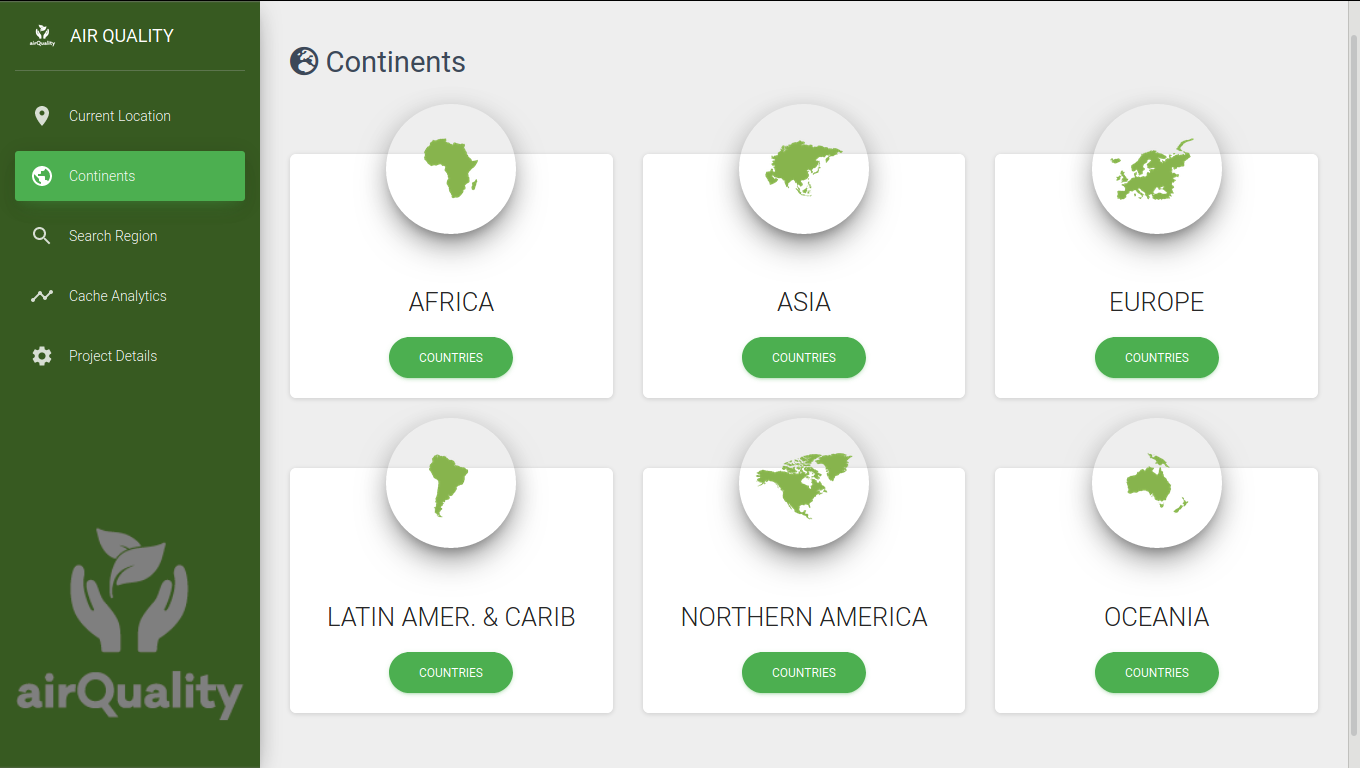 airQuality
AIR QUALITY
Current Location
Continents
Search Region
Cache Analytics
Project Details
airQuality
Continents
AFRICA
COUNTRIES
ASIA
COUNTRIES
EUROPE
COUNTRIES
LATIN AMER. & CARIB
COUNTRIES
NORTHERN AMERICA
COUNTRIES
OCEANIA
COUNTRIES